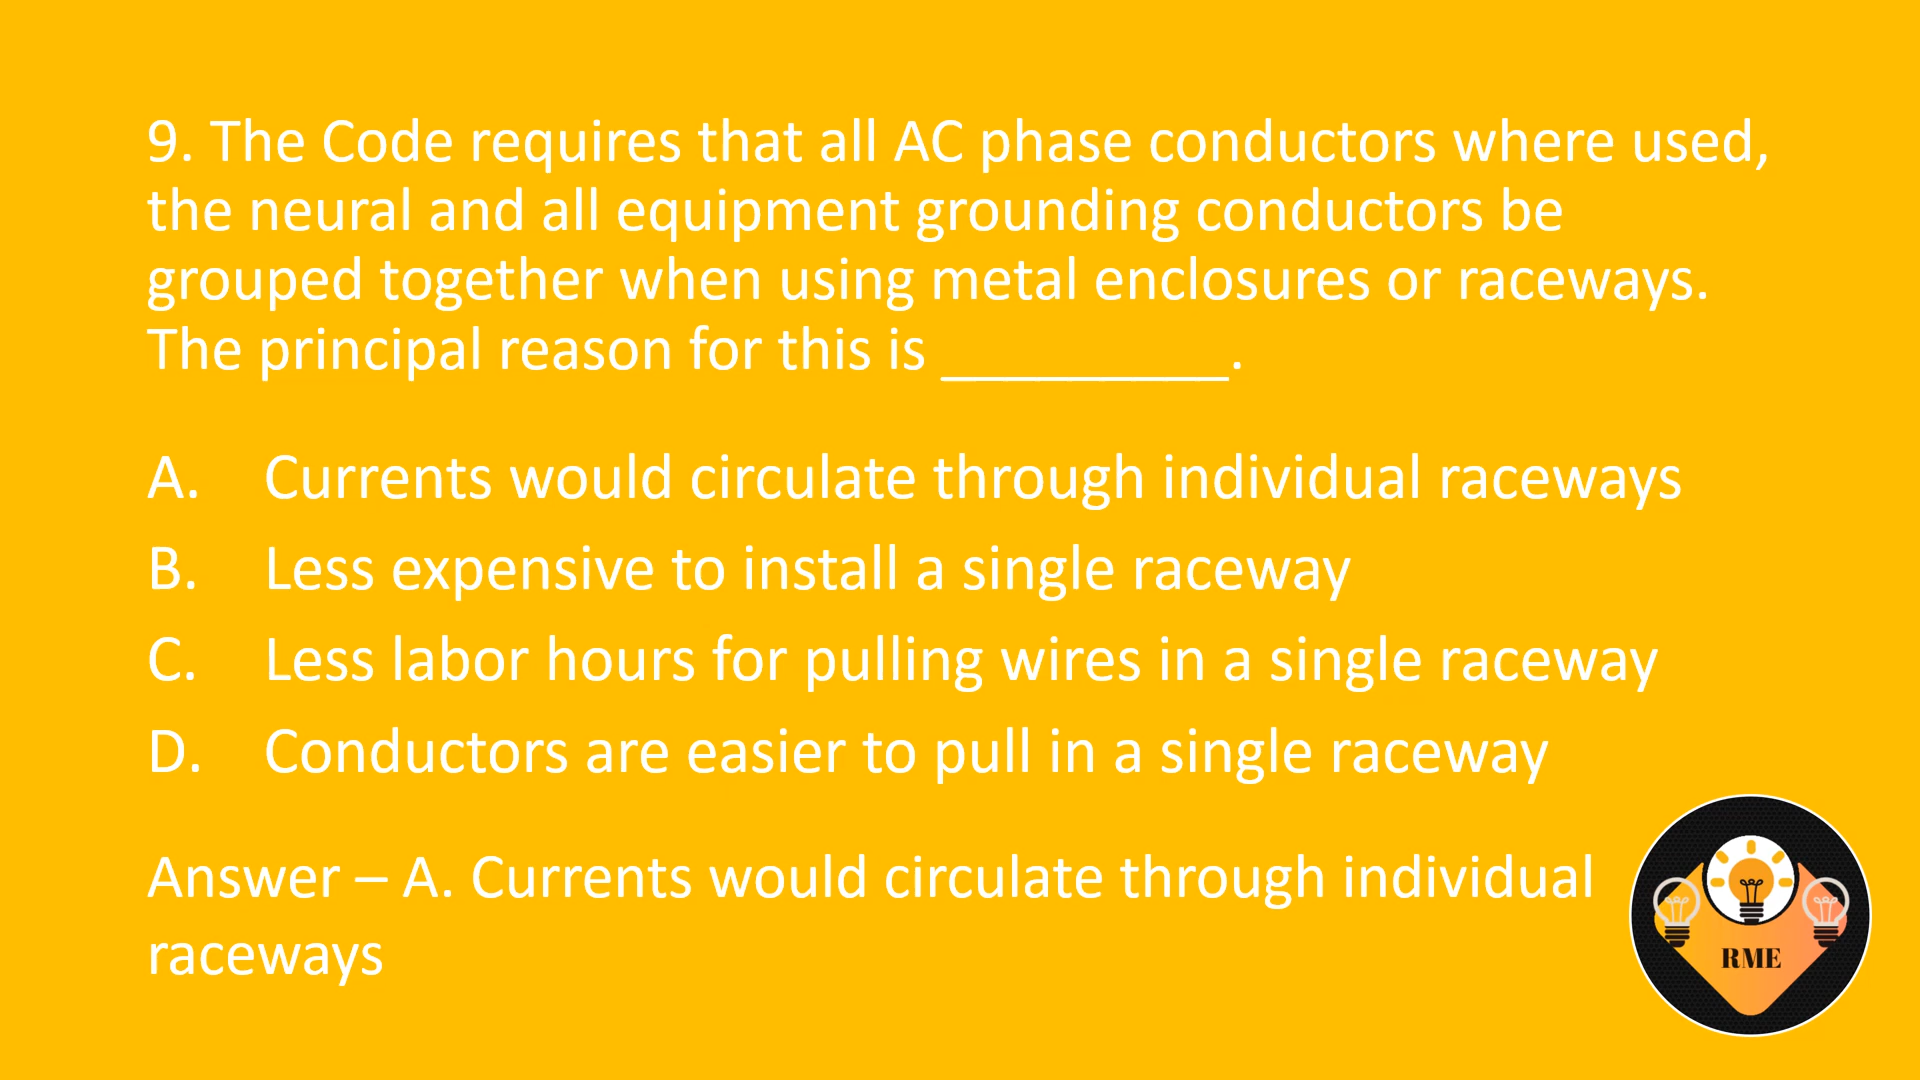 9. The Code requires that all AC phase conductors where used,
the neural and all equipment grounding conductors be
grouped together when using metal enclosures or raceways.
The principal reason for this is _________.
A. Currents would circulate through individual raceways
B. Less expensive to install a single raceway
C. Less labor hours for pulling wires in a single raceway
D. Conductors are easier to pull in a single raceway
Answer – A. Currents would circulate through individual
raceways
RME